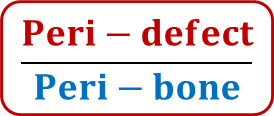 Peri – defect
Peri – bone